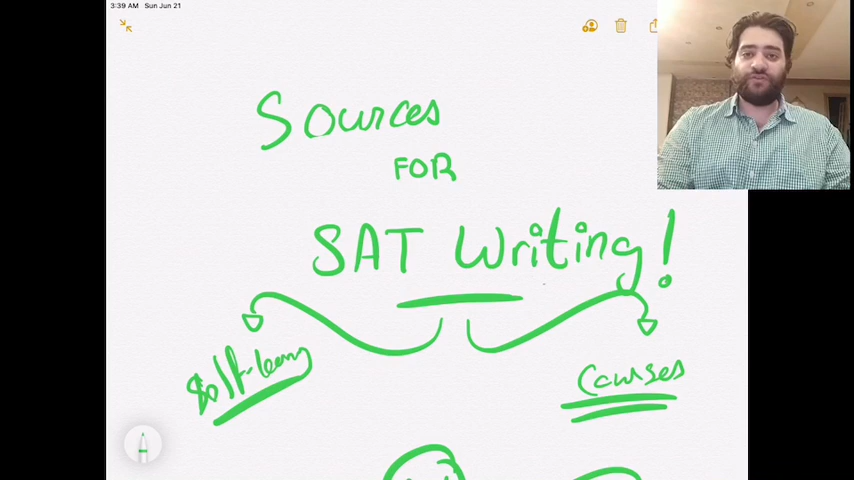 3:39 AM Sun Jun 21
Sources
FOR
SAT Writing!
Self-learn
Courses